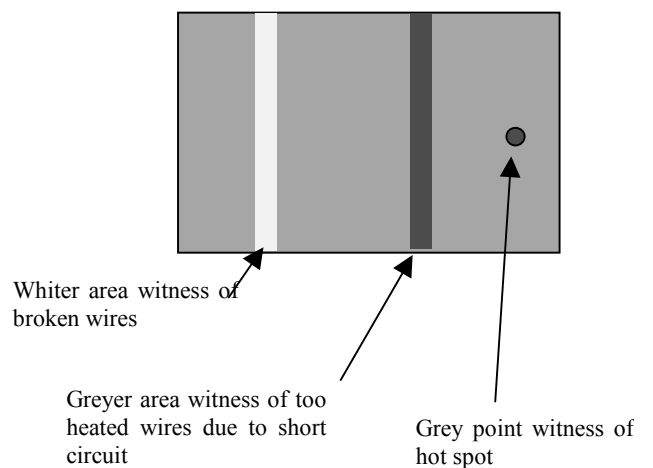 Whiter area witness of
broken wires
Greyer area witness of too
heated wires due to short
circuit
Grey point witness of
hot spot